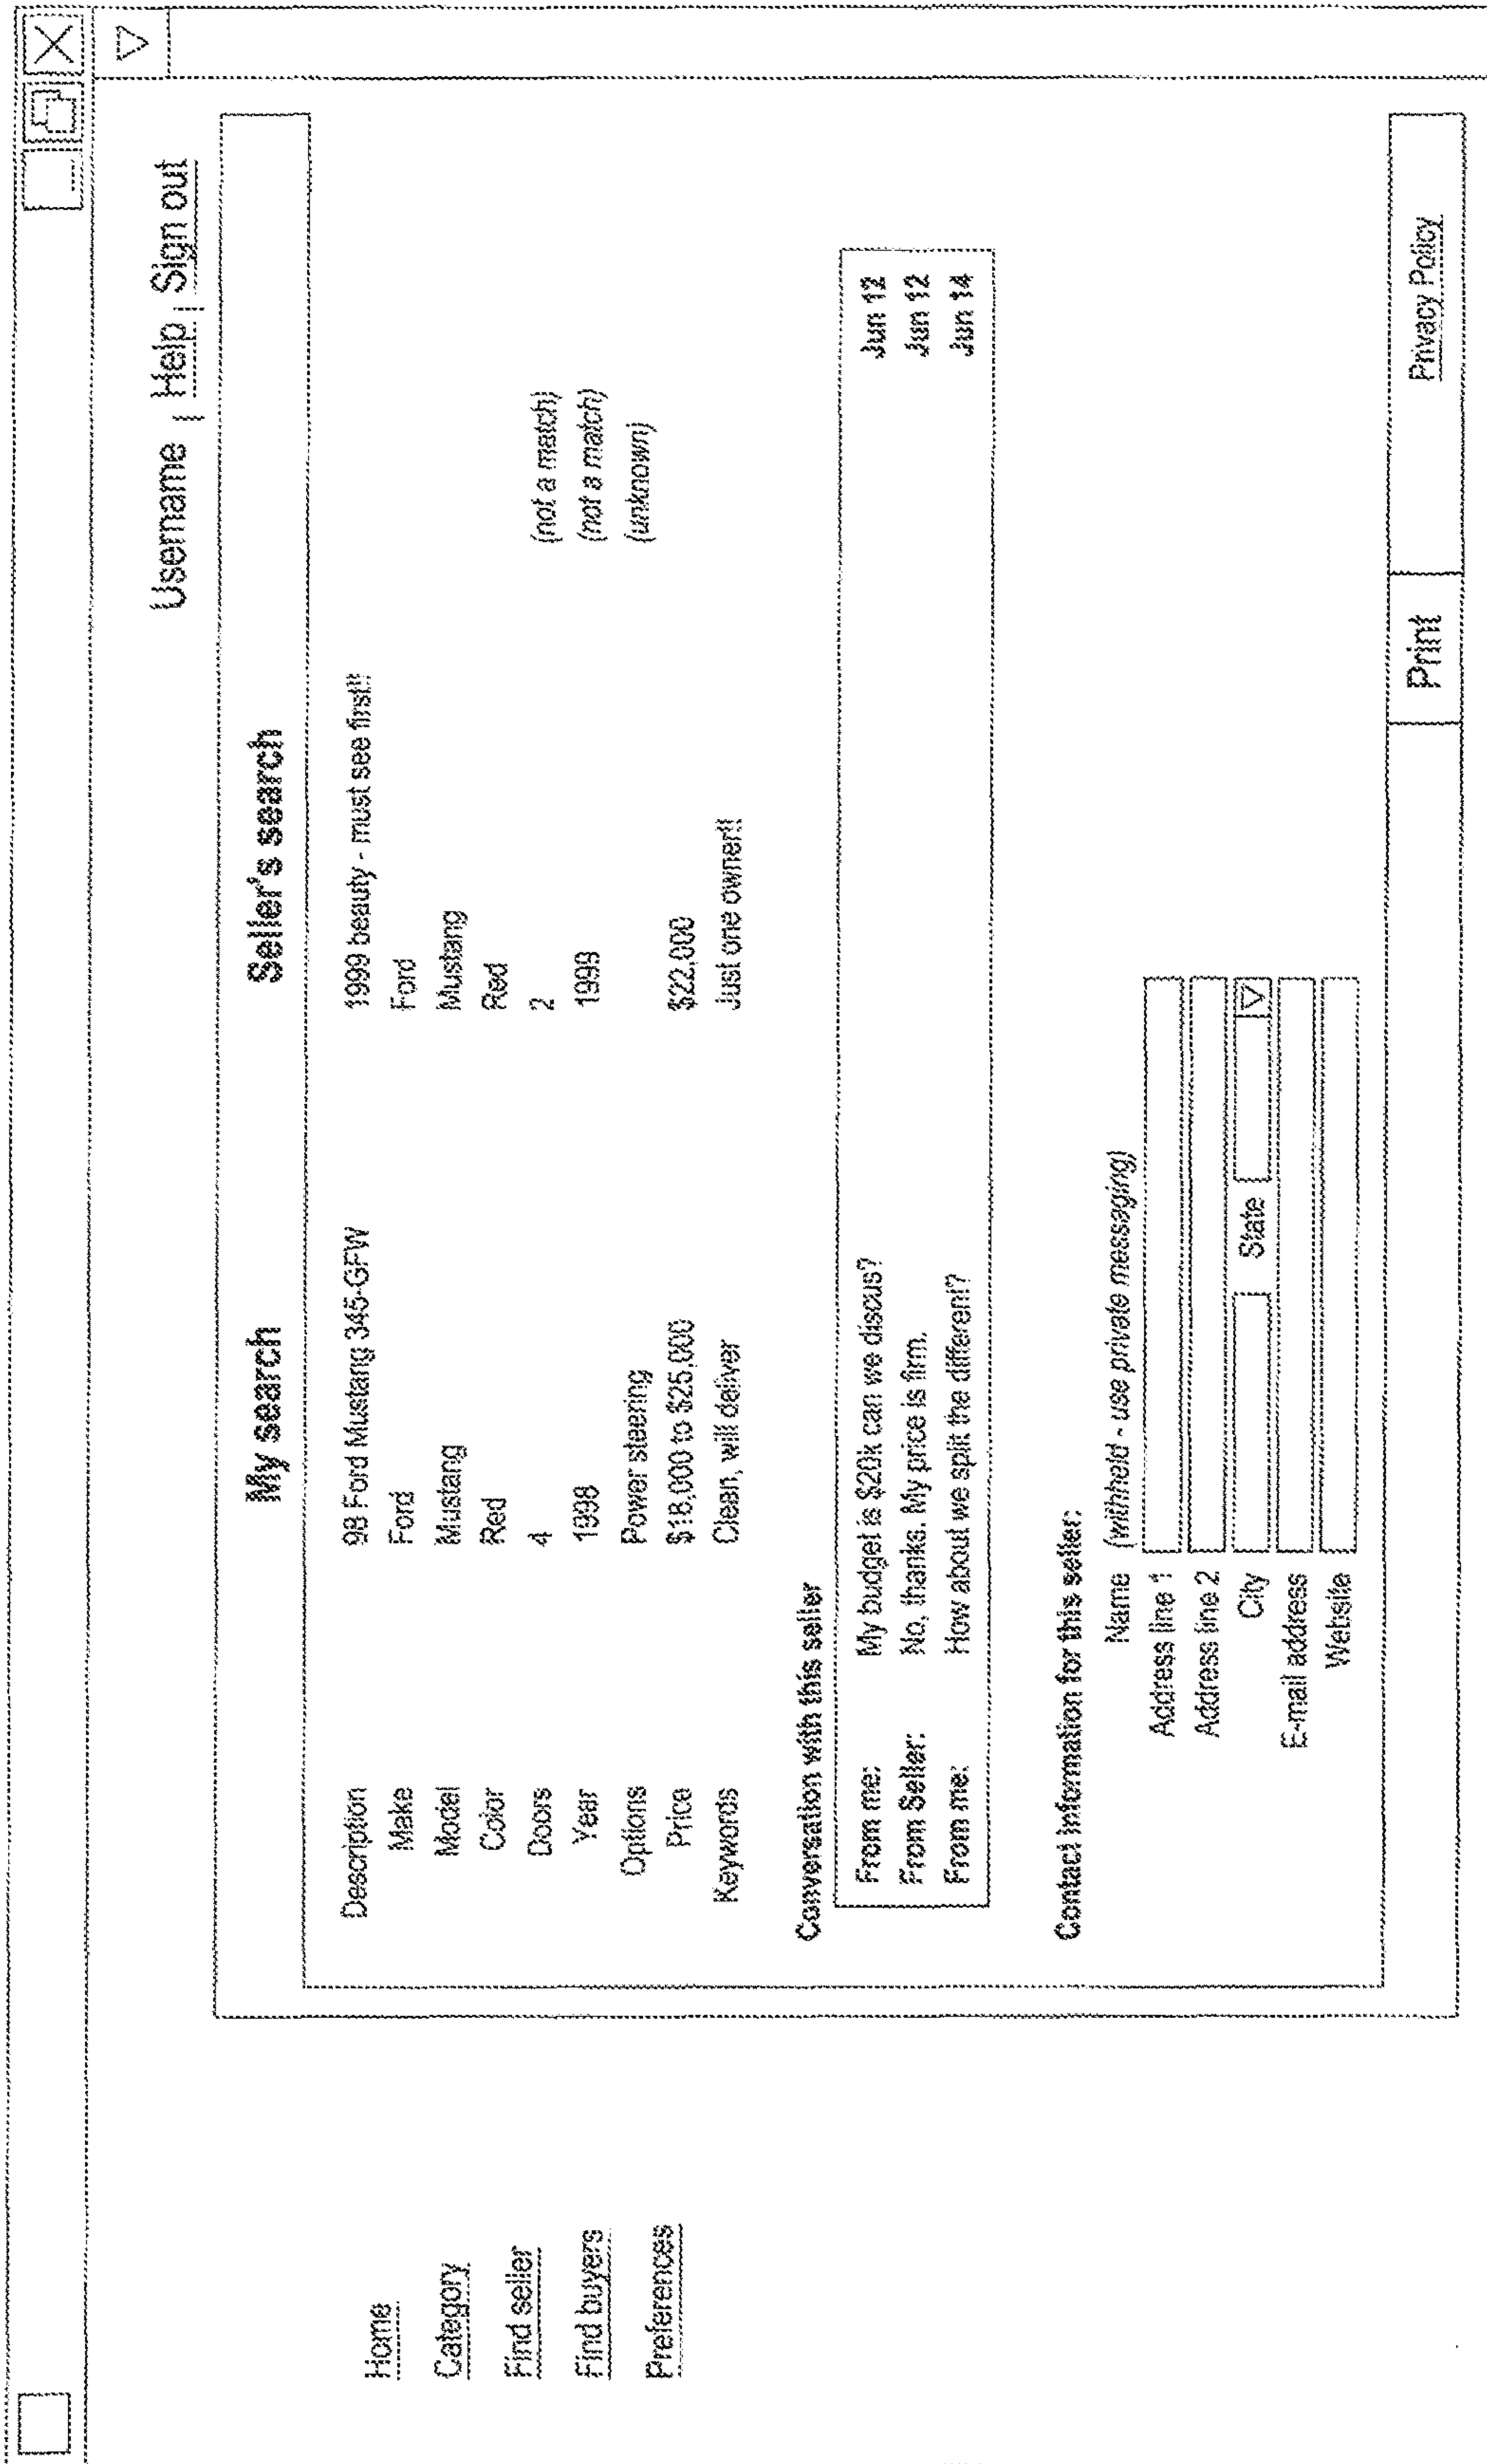 Username | Help | Sign out
My search Seller's search
Home
Category
Find seller
Find buyers
Preferences
Description 98 Ford Mustang 345-GFW 1999 beauty - must see first!!
Make Ford Ford
Model Mustang Mustang
Color Red Red
Doors 4 2 (not a match)
Year 1998 1999 (not a match)
Options Power steering (unknown)
Price $18,000 to $25,000 $22,000
Keywords Clean, will deliver Just one owner!!
Conversation with this seller
From me: My budget is $20k can we discus? Jun 12
From Seller: No, thanks. My price is firm. Jun 12
From me: How about we split the different? Jun 14
Contact information for this seller:
Name (withheld - use private messaging)
Address line 1
Address line 2
City State
E-mail address
Website
Print Privacy Policy